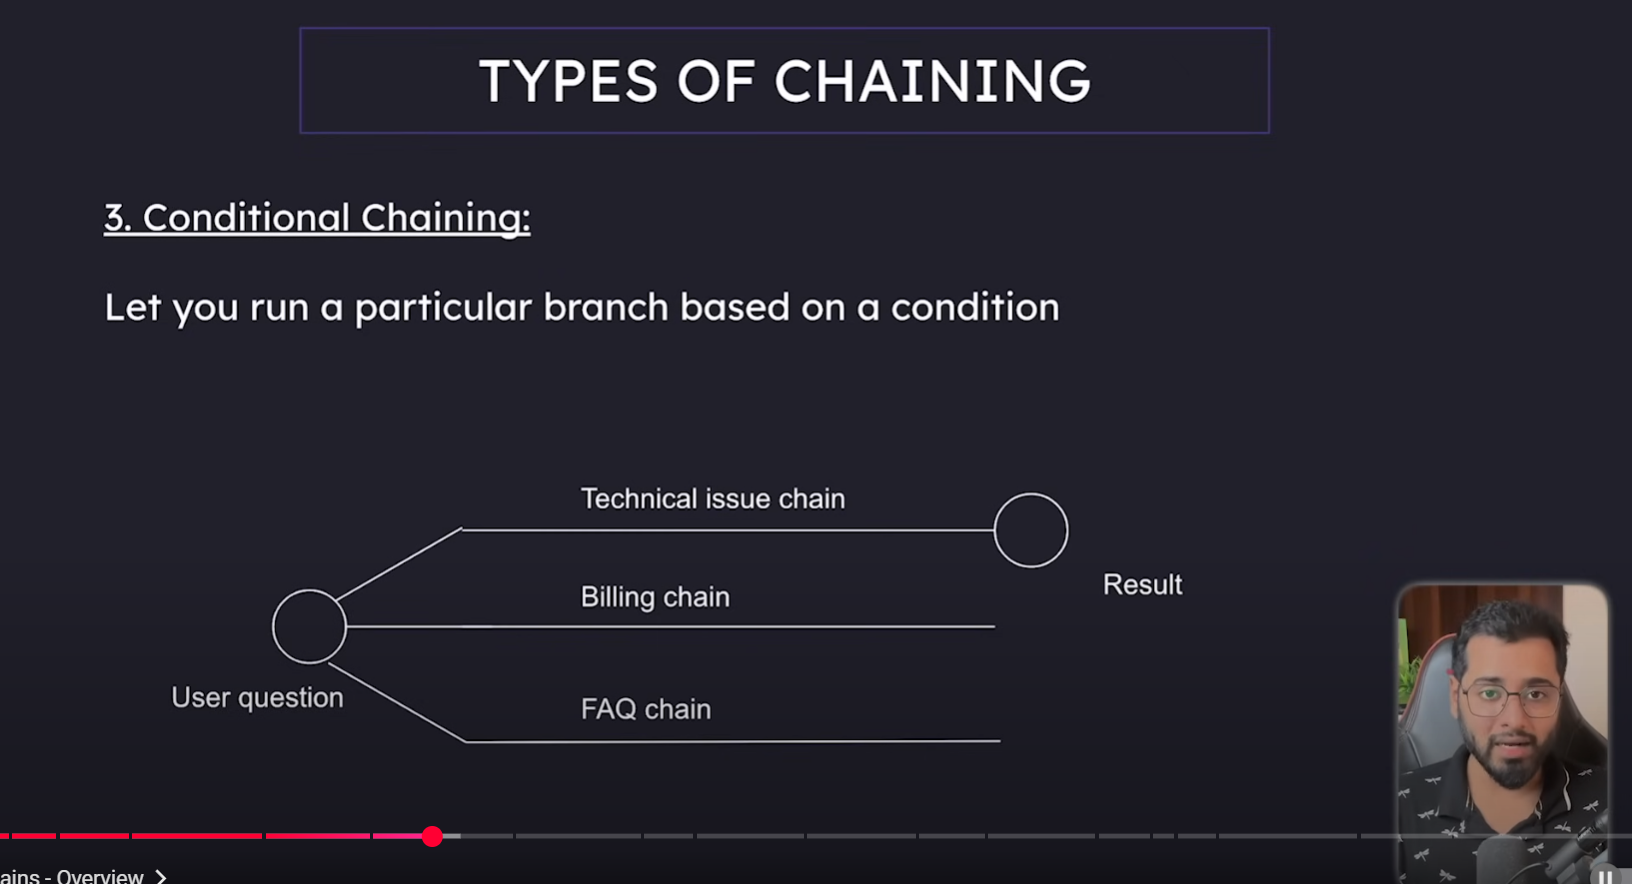 TYPES OF CHAINING
3. Conditional Chaining:
Let you run a particular branch based on a condition
Technical issue chain
Billing chain
Result
User question
FAQ chain
ains - Overview